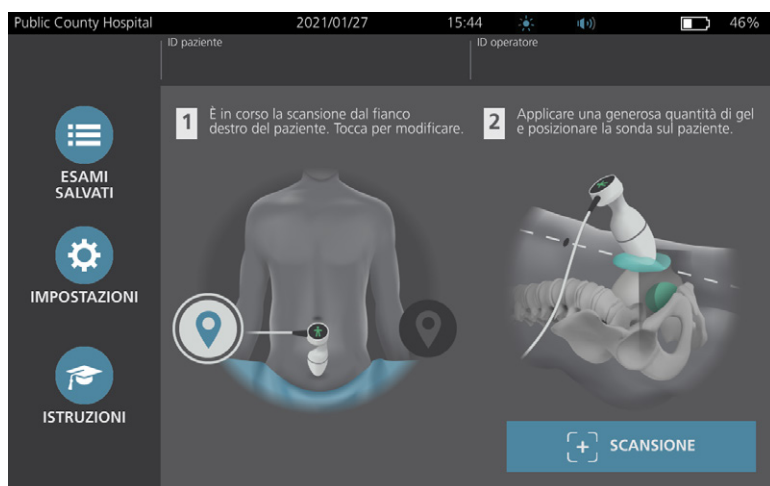 Public County Hospital 2021/01/27 15:44 46%
ID paziente
ID operatore
ESAMI
SALVATI
IMPOSTAZIONI
ISTRUZIONI
1
È in corso la scansione dal fianco
destro del paziente. Tocca per modificare.
2
Applicare una generosa quantità di gel
e posizionare la sonda sul paziente.
SCANSIONE